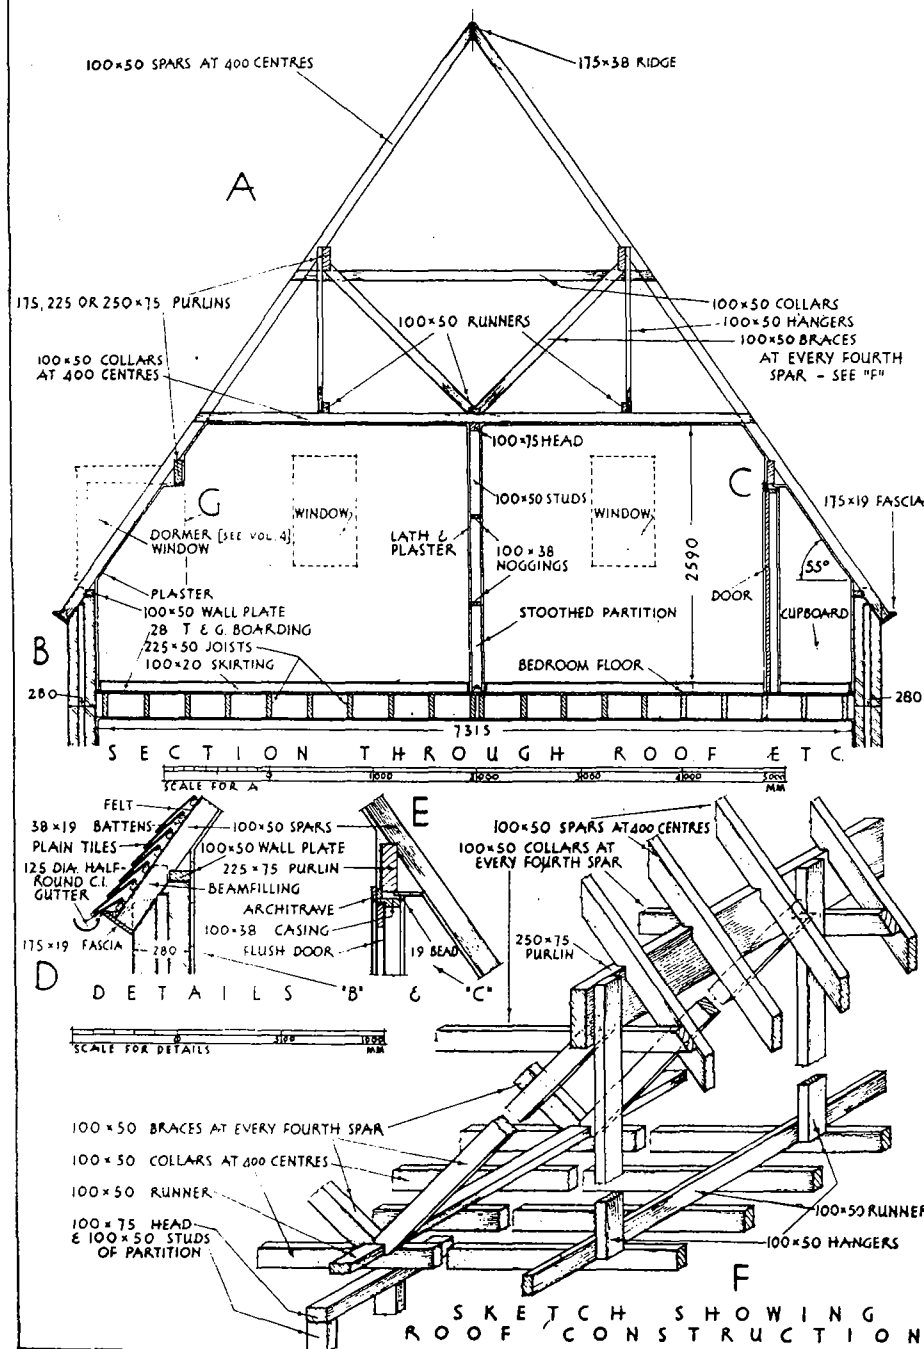 100×50 SPARS AT 400 CENTRES
175×38 RIDGE
A
175, 225 OR 250×75 PURLINS
100×50 RUNNERS
100×50 COLLARS
100×50 HANGERS
100×50 BRACES
AT EVERY FOURTH
SPAR - SEE "F"
100×50 COLLARS
AT 400 CENTRES
100×75 HEAD
G
C
WINDOW
100×50 STUDS
WINDOW
175×19 FASCIA
DORMER [SEE VOL. 4]
WINDOW
LATH &
PLASTER
100×38
NOGGINGS
2590
DOOR
55°
PLASTER
100×50 WALL PLATE
28 T & G. BOARDING
225×50 JOISTS
100×20 SKIRTING
STOOTHED PARTITION
CUPBOARD
B
BEDROOM FLOOR
280
280
7315
SECTION THROUGH ROOF ETC.
0 1000 2000 3000 4000 5000
SCALE FOR A
MM
FELT
38×19 BATTENS
PLAIN TILES
125 DIA. HALF-
ROUND C.I.
GUTTER
175×19 FASCIA
280
D
E
100×50 SPARS
100×50 WALL PLATE
225×75 PURLIN
BEAMFILLING
ARCHITRAVE
100×38 CASING
FLUSH DOOR
19 BEAD
DETAILS "B" & "C"
0 500 1000
SCALE FOR DETAILS
MM
100×50 SPARS AT 400 CENTRES
100×50 COLLARS AT
EVERY FOURTH SPAR
250×75
PURLIN
100×50 BRACES AT EVERY FOURTH SPAR
100×50 COLLARS AT 400 CENTRES
100×50 RUNNER
100×75 HEAD
& 100×50 STUDS
OF PARTITION
100×50 RUNNER
100×50 HANGERS
F
SKETCH SHOWING
ROOF CONSTRUCTION